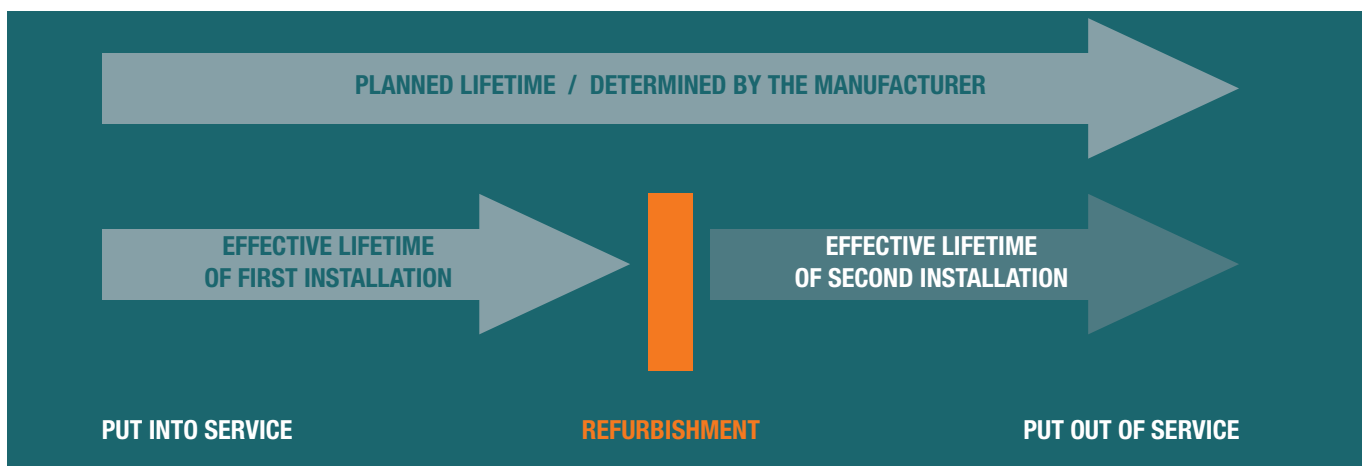 PLANNED LIFETIME / DETERMINED BY THE MANUFACTURER
EFFECTIVE LIFETIME
OF FIRST INSTALLATION
EFFECTIVE LIFETIME
OF SECOND INSTALLATION
PUT INTO SERVICE
REFURBISHMENT
PUT OUT OF SERVICE